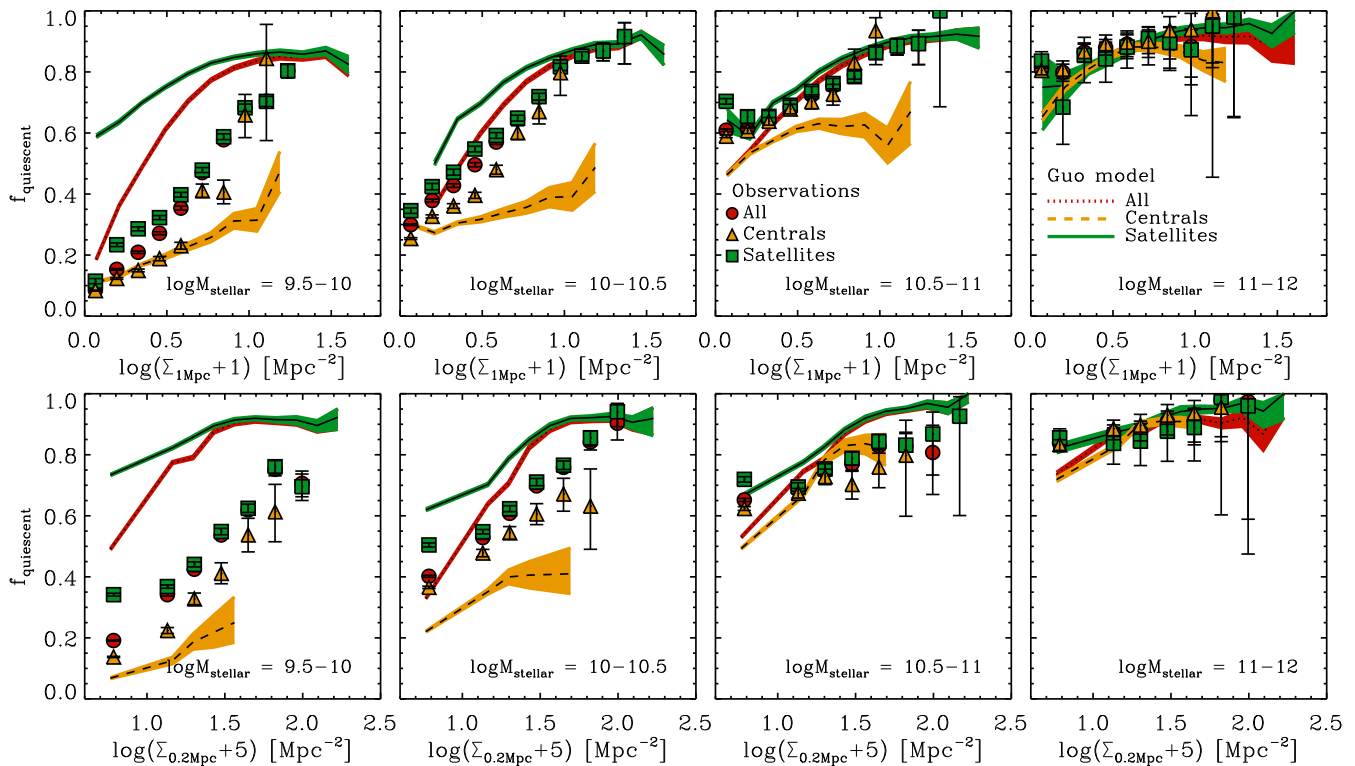 1.0
0.8
0.6
0.4
0.2
0.0
f_quiescent
logM_stellar = 9.5−10
logM_stellar = 10−10.5
Observations
All
Centrals
Satellites
logM_stellar = 10.5−11
Guo model
All
Centrals
Satellites
logM_stellar = 11−12
0.0 0.5 1.0 1.5 0.0 0.5 1.0 1.5 0.0 0.5 1.0 1.5 0.0 0.5 1.0 1.5 2.0
log(Σ_1Mpc+1) [Mpc^−2] log(Σ_1Mpc+1) [Mpc^−2] log(Σ_1Mpc+1) [Mpc^−2] log(Σ_1Mpc+1) [Mpc^−2]
1.0
0.8
0.6
0.4
0.2
0.0
f_quiescent
logM_stellar = 9.5−10
logM_stellar = 10−10.5
logM_stellar = 10.5−11
logM_stellar = 11−12
1.0 1.5 2.0 2.5 1.0 1.5 2.0 2.5 1.0 1.5 2.0 2.5 1.0 1.5 2.0 2.5
log(Σ_0.2Mpc+5) [Mpc^−2] log(Σ_0.2Mpc+5) [Mpc^−2] log(Σ_0.2Mpc+5) [Mpc^−2] log(Σ_0.2Mpc+5) [Mpc^−2]